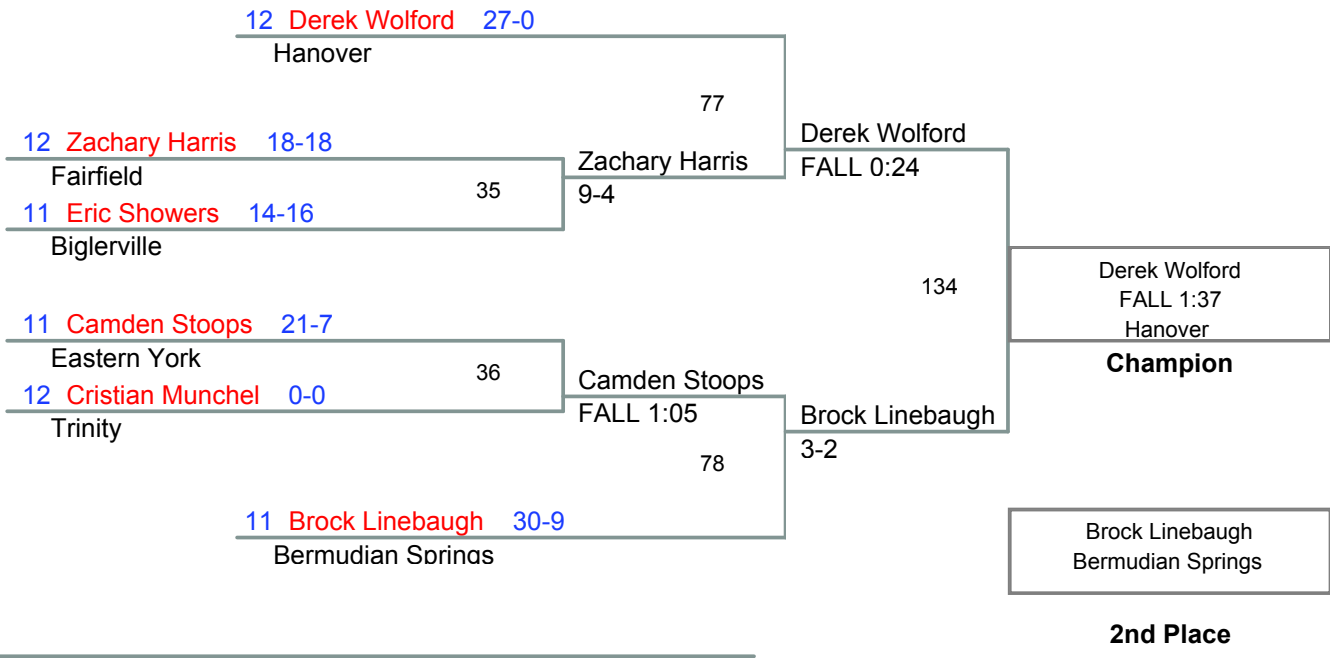 12 Derek Wolford 27-0
Hanover
77
12 Zachary Harris 18-18
Fairfield
35
11 Eric Showers 14-16
Biglerville
Zachary Harris
9-4
Derek Wolford
FALL 0:24
134
Derek Wolford
FALL 1:37
Hanover
Champion
11 Camden Stoops 21-7
Eastern York
36
12 Cristian Munchel 0-0
Trinity
Camden Stoops
FALL 1:05
78
Brock Linebaugh
3-2
11 Brock Linebaugh 30-9
Bermudian Springs
Brock Linebaugh
Bermudian Springs
2nd Place